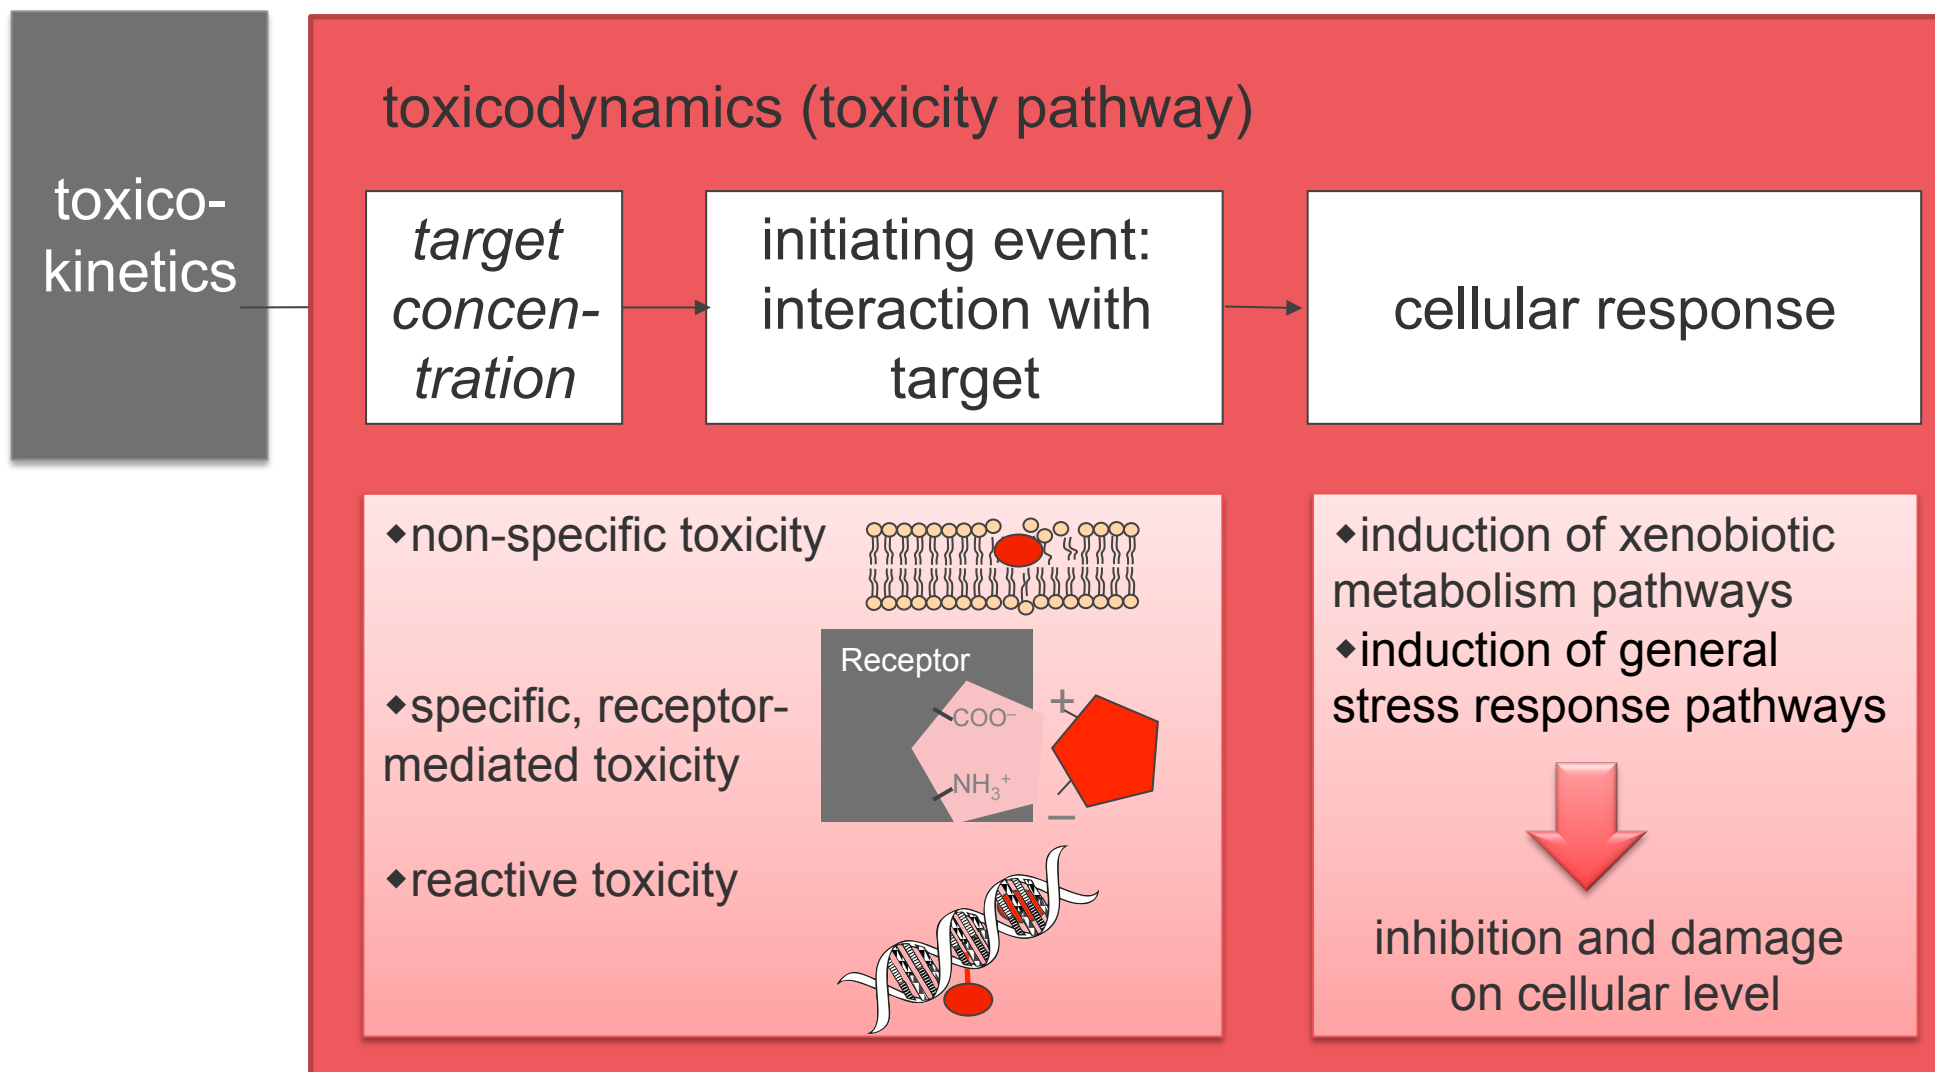 toxico-
kinetics
toxicodynamics (toxicity pathway)
target
concen-
tration
initiating event:
interaction with
target
cellular response
◆non-specific toxicity
Receptor
COO⁻
NH₃⁺
+
–
◆specific, receptor-
mediated toxicity
◆reactive toxicity
◆induction of xenobiotic
metabolism pathways
◆induction of general
stress response pathways
inhibition and damage
on cellular level